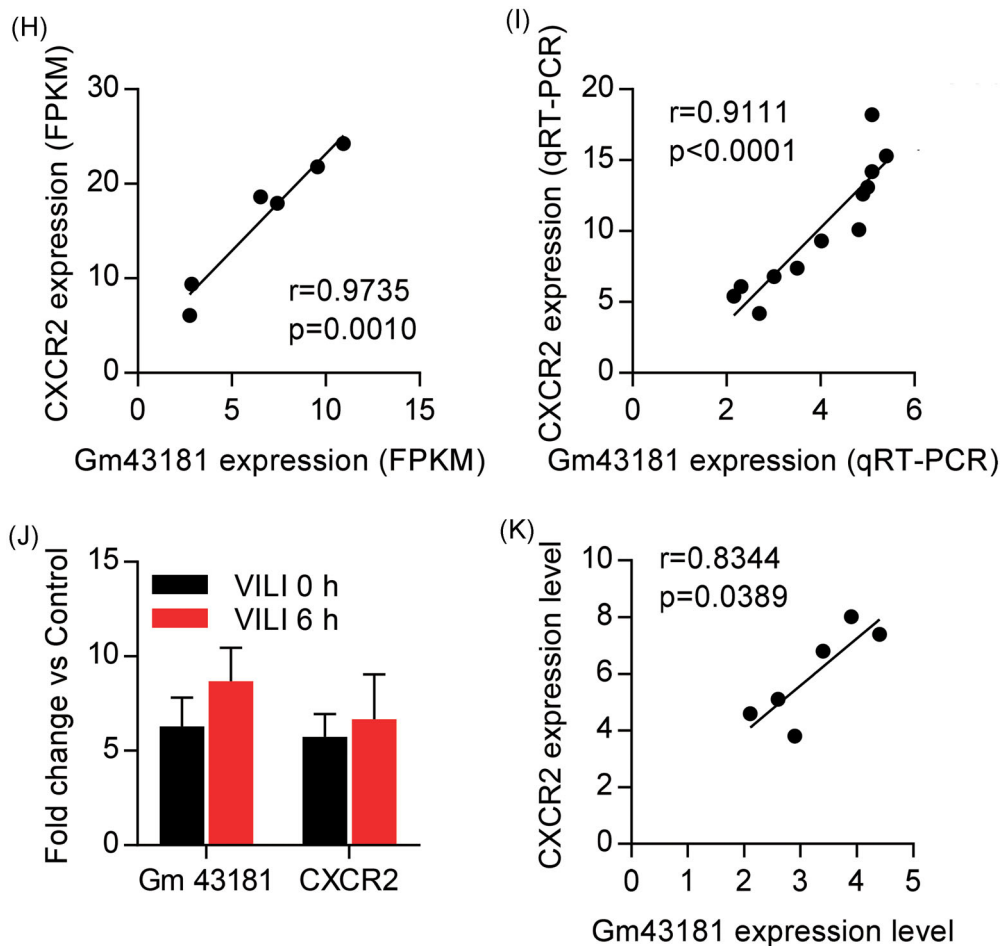 (H)
CXCR2 expression (FPKM)
30
20
10
0
r=0.9735
p=0.0010
0 5 10 15
Gm43181 expression (FPKM)
(I)
CXCR2 expression (qRT-PCR)
20
15
10
5
0
r=0.9111
p<0.0001
0 2 4 6
Gm43181 expression (qRT-PCR)
(J)
Fold change vs Control
15
10
5
0
VILI 0 h
VILI 6 h
Gm 43181 CXCR2
(K)
CXCR2 expression level
10
8
6
4
2
0
r=0.8344
p=0.0389
0 1 2 3 4 5
Gm43181 expression level